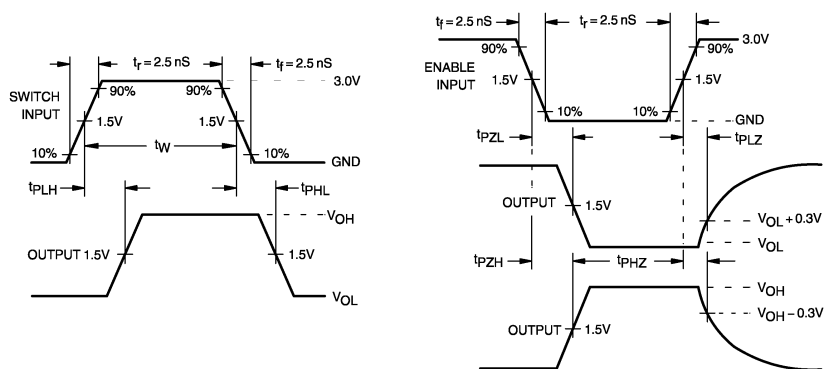 tr = 2.5 nS
tf = 2.5 nS
3.0V
SWITCH
INPUT
90%
90%
1.5V
1.5V
10%
10%
tW
GND
tPLH
tPHL
VOH
OUTPUT
1.5V
1.5V
VOL
tf = 2.5 nS
tr = 2.5 nS
3.0V
90%
90%
ENABLE
INPUT
1.5V
1.5V
10%
10%
GND
tPZL
tPLZ
OUTPUT
1.5V
VOL + 0.3V
VOL
tPZH
tPHZ
VOH
VOH – 0.3V
OUTPUT
1.5V